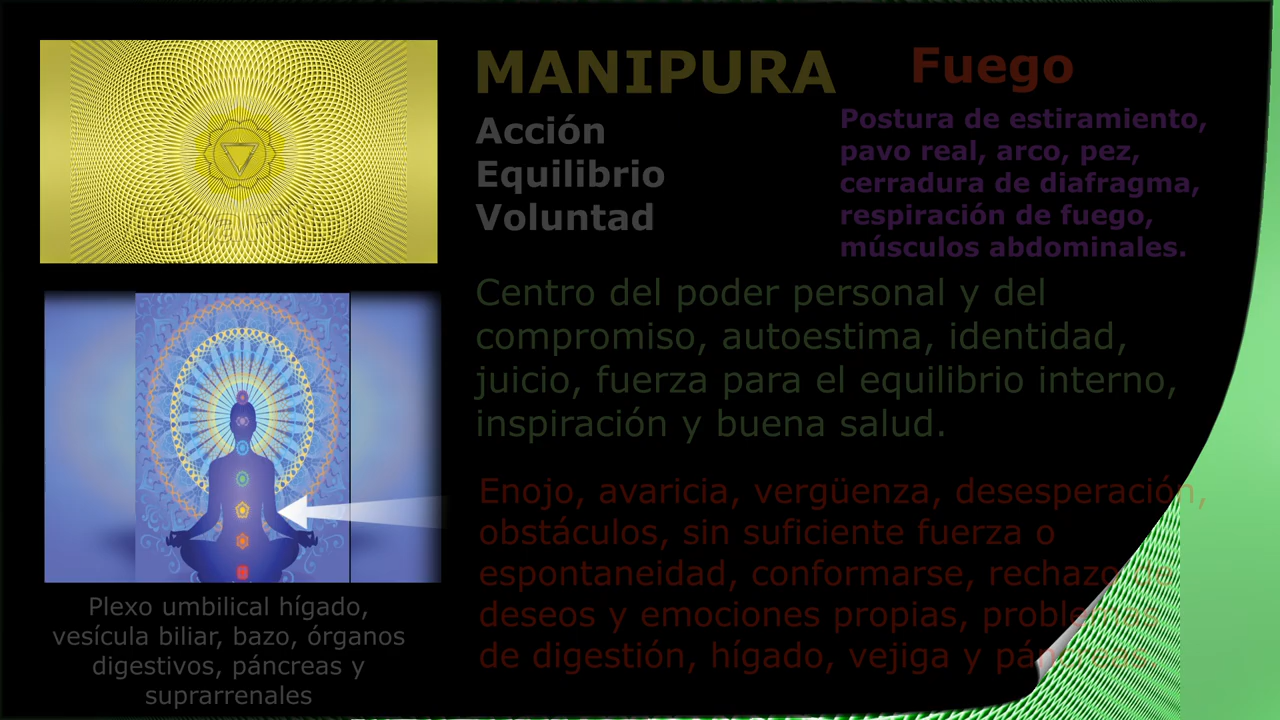 MANIPURA
Fuego
Acción
Equilibrio
Voluntad
Postura de estiramiento,
pavo real, arco, pez,
cerradura de diafragma,
respiración de fuego,
músculos abdominales.
Centro del poder personal y del
compromiso, autoestima, identidad,
juicio, fuerza para el equilibrio interno,
inspiración y buena salud.
Enojo, avaricia, vergüenza, desesperación,
obstáculos, sin suficiente fuerza o
espontaneidad, conformarse, rechazo de
deseos y emociones propias, problemas
de digestión, hígado, vejiga y páncreas.
Plexo umbilical hígado,
vesícula biliar, bazo, órganos
digestivos, páncreas y
suprarrenales